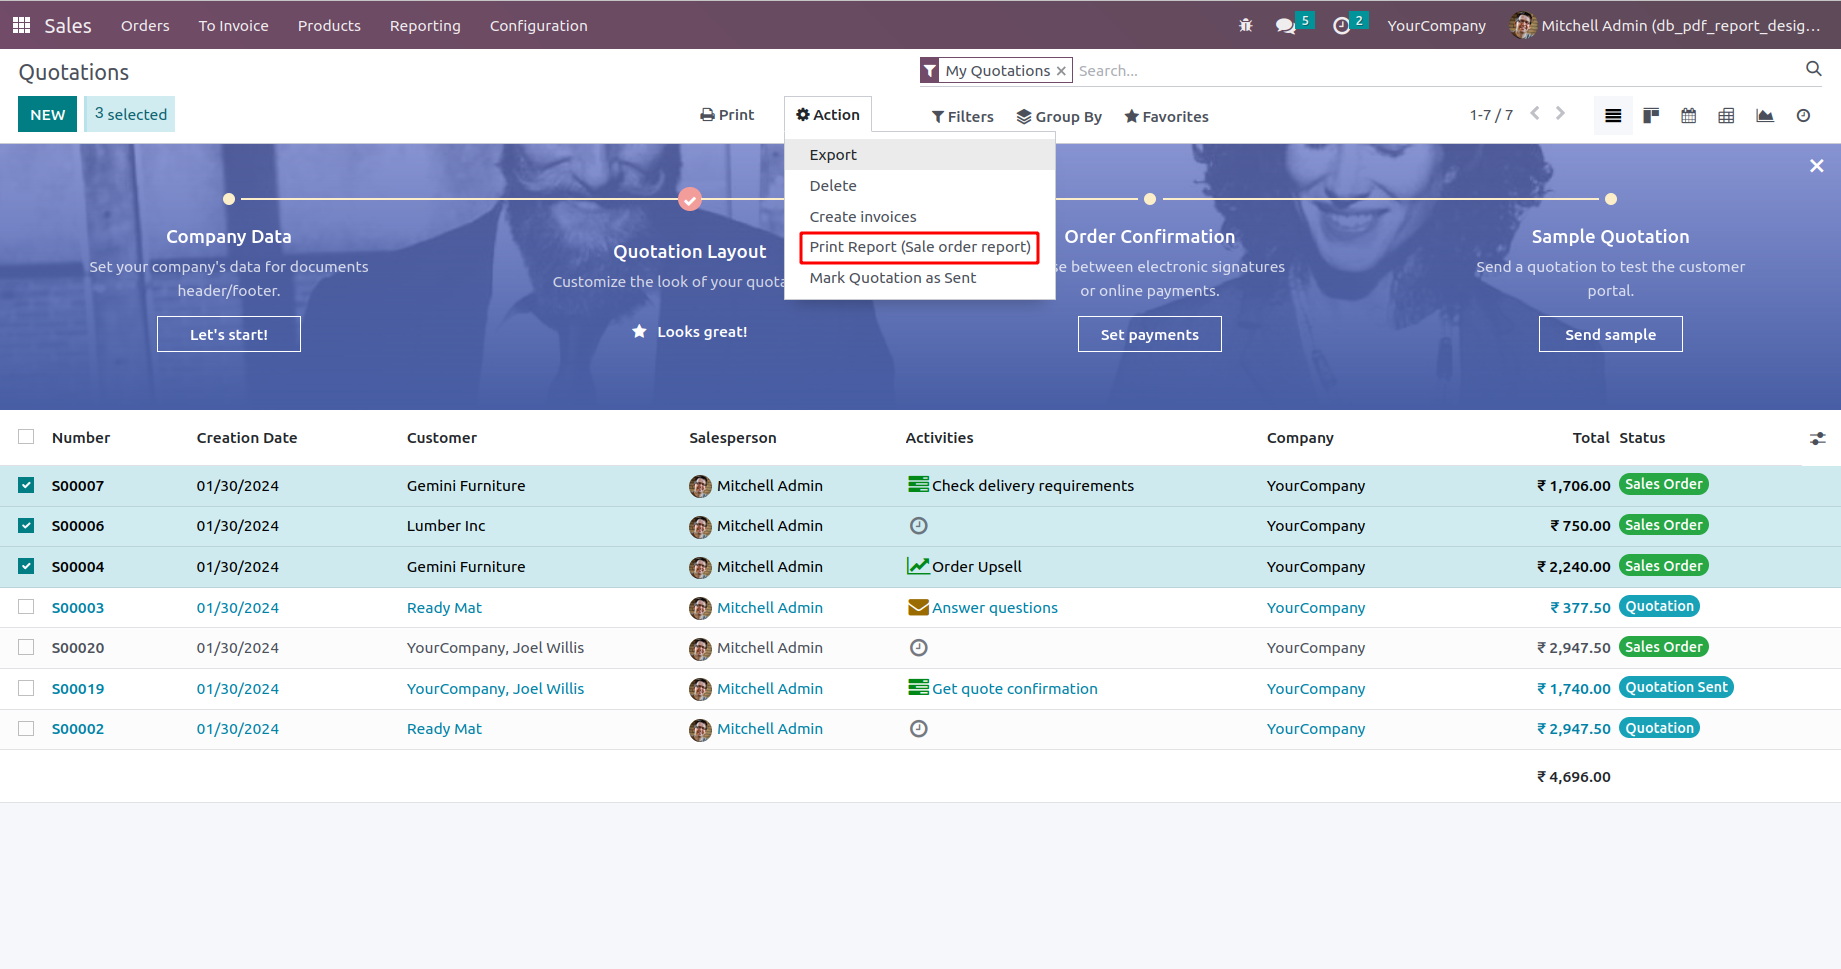 Sales Orders To Invoice Products Reporting Configuration 5 2 YourCompany Mitchell Admin (db_pdf_report_desig...
Quotations
My Quotations × Search...
NEW 3 selected Print Action Filters Group By Favorites 1-7 / 7
Export
Delete
Create invoices
Print Report (Sale order report)
Mark Quotation as Sent
Company Data
Set your company's data for documents
header/footer.
Let's start!
Quotation Layout
Customize the look of your quota
Looks great!
Order Confirmation
se between electronic signatures
or online payments.
Set payments
Sample Quotation
Send a quotation to test the customer
portal.
Send sample
Number Creation Date Customer Salesperson Activities Company Total Status
S00007 01/30/2024 Gemini Furniture Mitchell Admin Check delivery requirements YourCompany ₹ 1,706.00 Sales Order
S00006 01/30/2024 Lumber Inc Mitchell Admin YourCompany ₹ 750.00 Sales Order
S00004 01/30/2024 Gemini Furniture Mitchell Admin Order Upsell YourCompany ₹ 2,240.00 Sales Order
S00003 01/30/2024 Ready Mat Mitchell Admin Answer questions YourCompany ₹ 377.50 Quotation
S00020 01/30/2024 YourCompany, Joel Willis Mitchell Admin YourCompany ₹ 2,947.50 Sales Order
S00019 01/30/2024 YourCompany, Joel Willis Mitchell Admin Get quote confirmation YourCompany ₹ 1,740.00 Quotation Sent
S00002 01/30/2024 Ready Mat Mitchell Admin YourCompany ₹ 2,947.50 Quotation
₹ 4,696.00